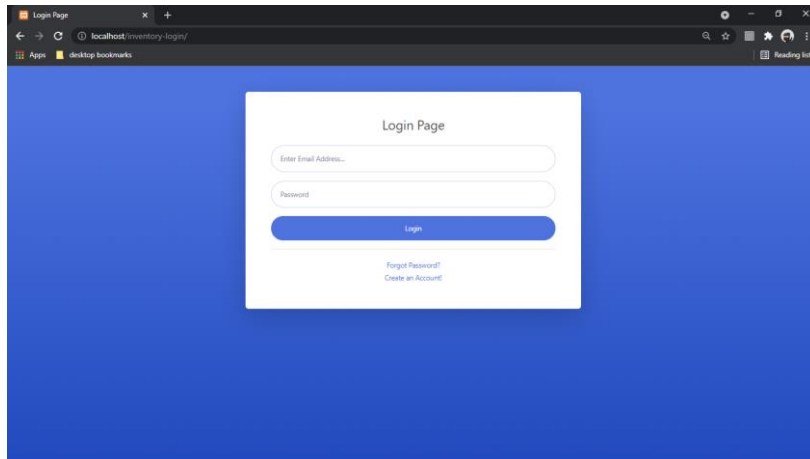 Login Page
localhost/inventory-login/
Apps desktop bookmarks Reading list
Login Page
Enter Email Address...
Password
Login
Forgot Password?
Create an Account!